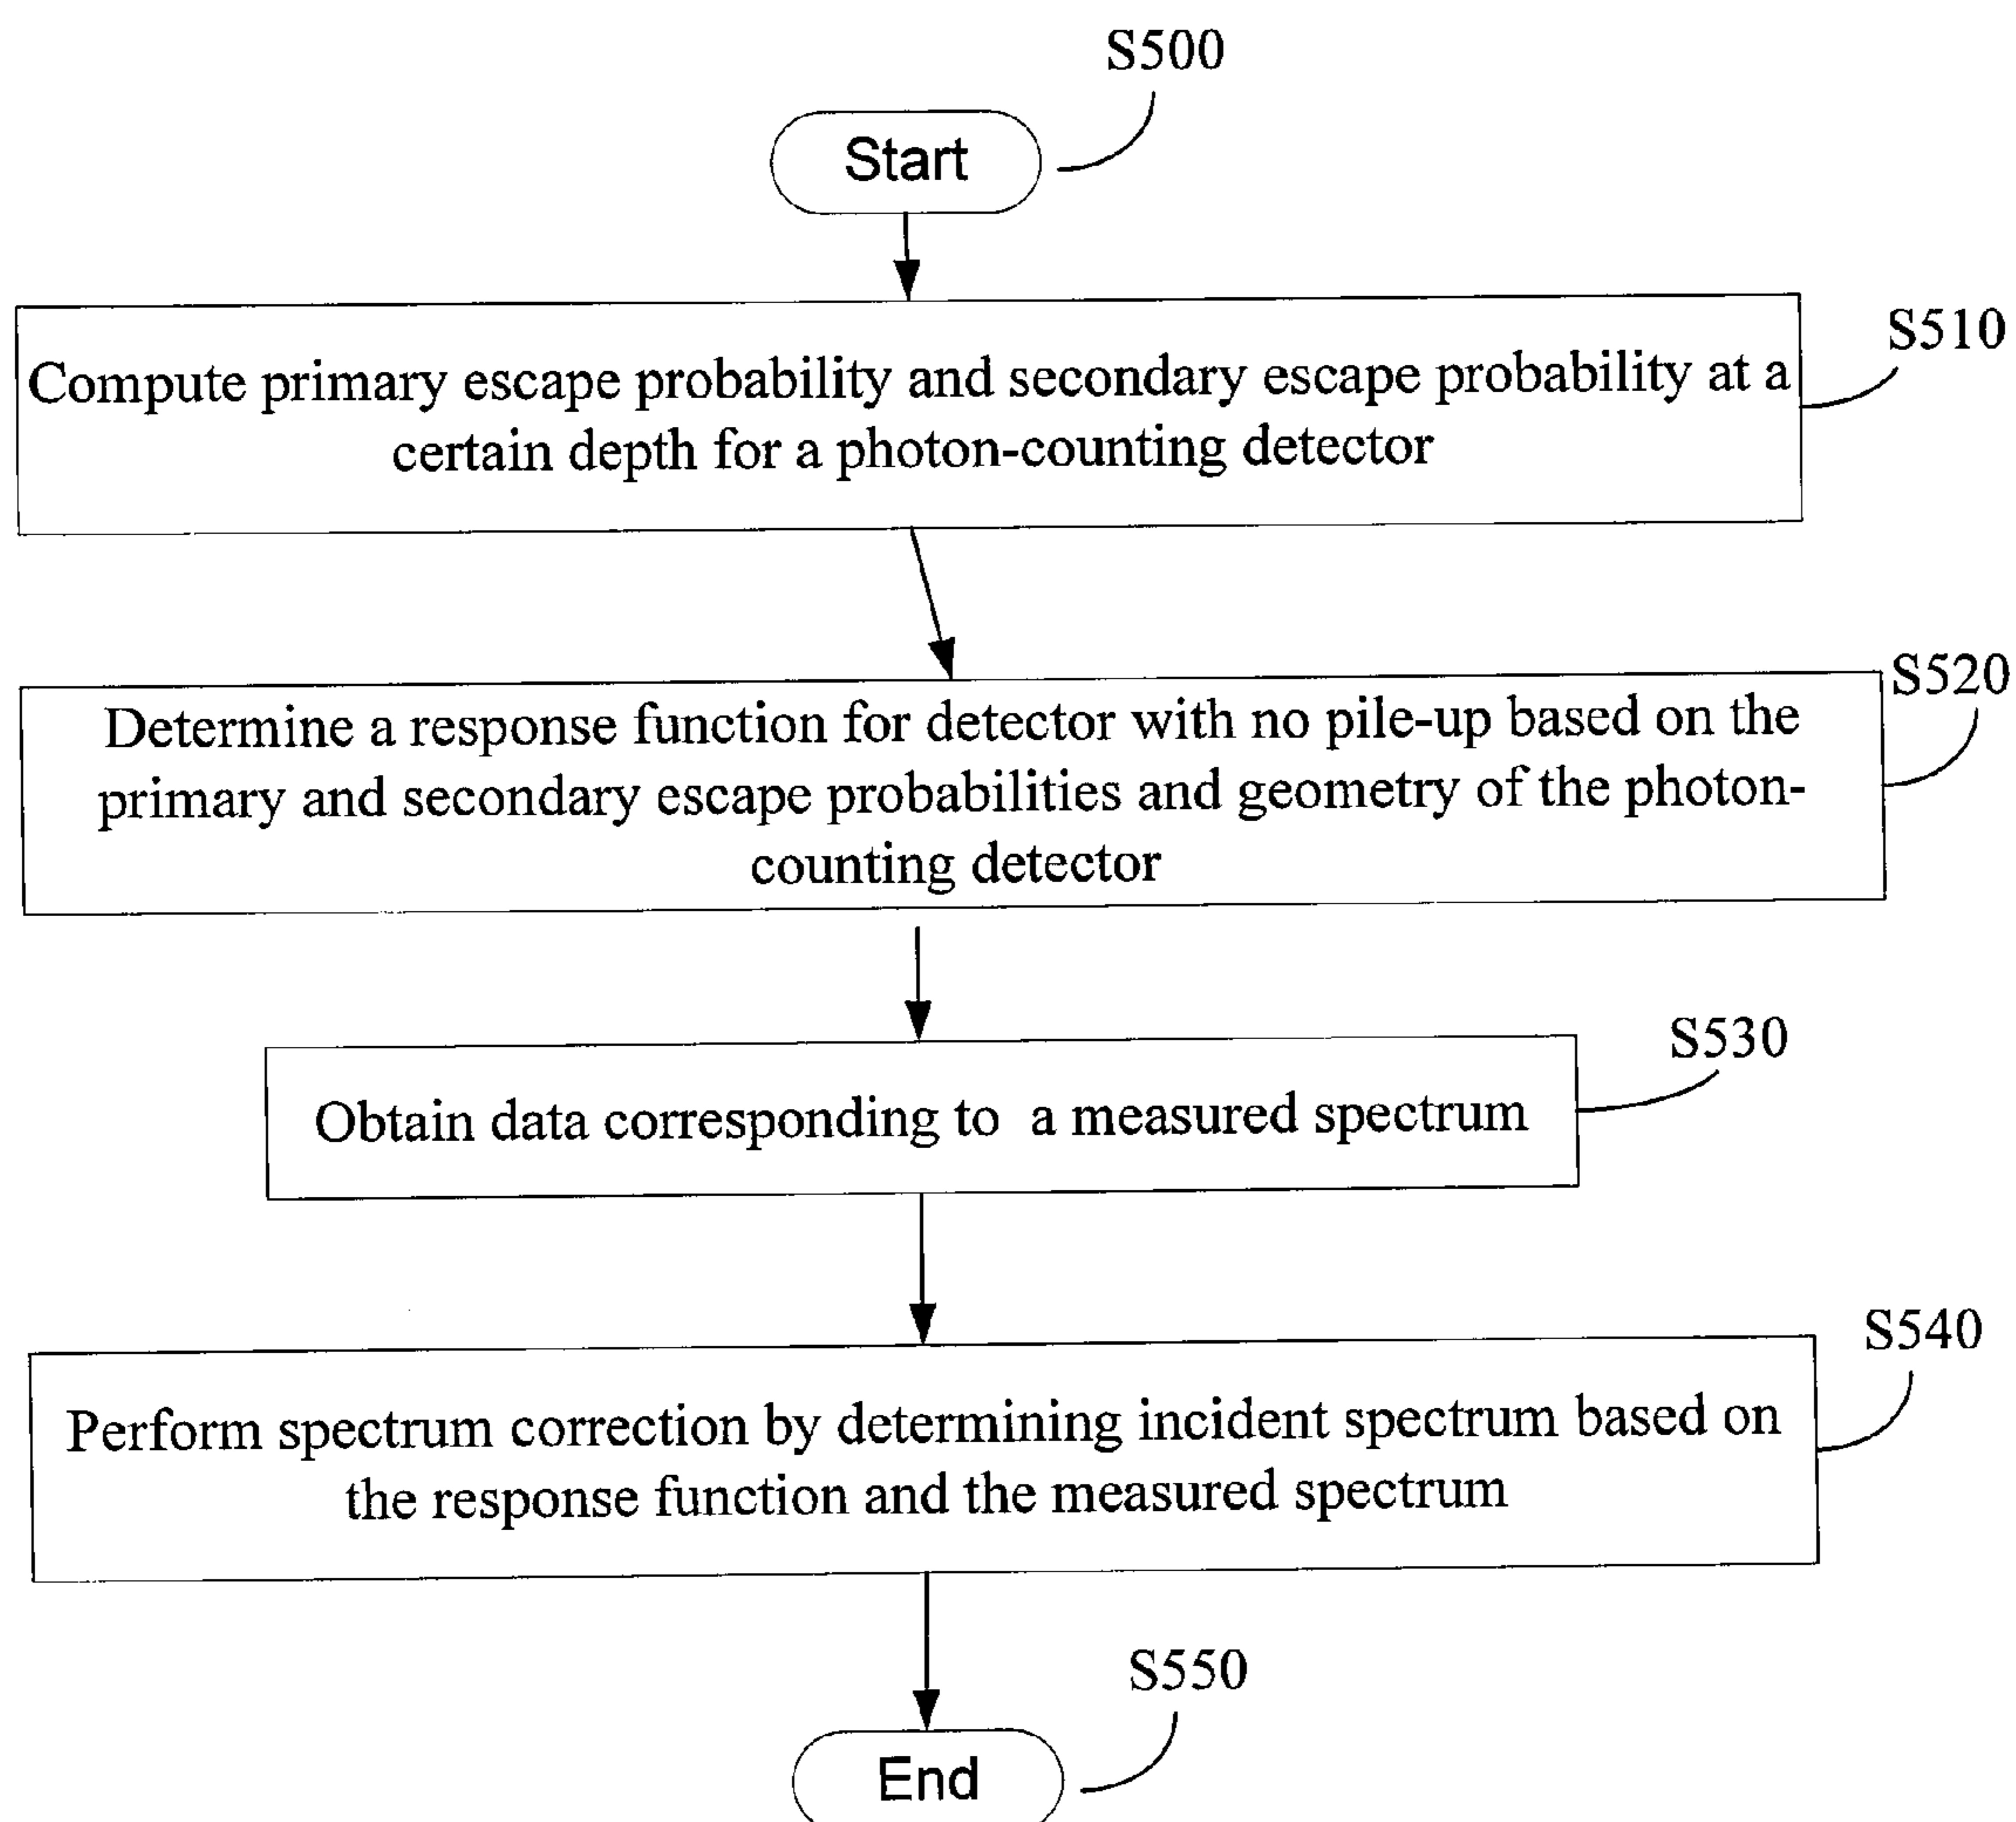 S500
Start
S510
Compute primary escape probability and secondary escape probability at a
certain depth for a photon-counting detector
S520
Determine a response function for detector with no pile-up based on the
primary and secondary escape probabilities and geometry of the photon-
counting detector
S530
Obtain data corresponding to a measured spectrum
S540
Perform spectrum correction by determining incident spectrum based on
the response function and the measured spectrum
S550
End